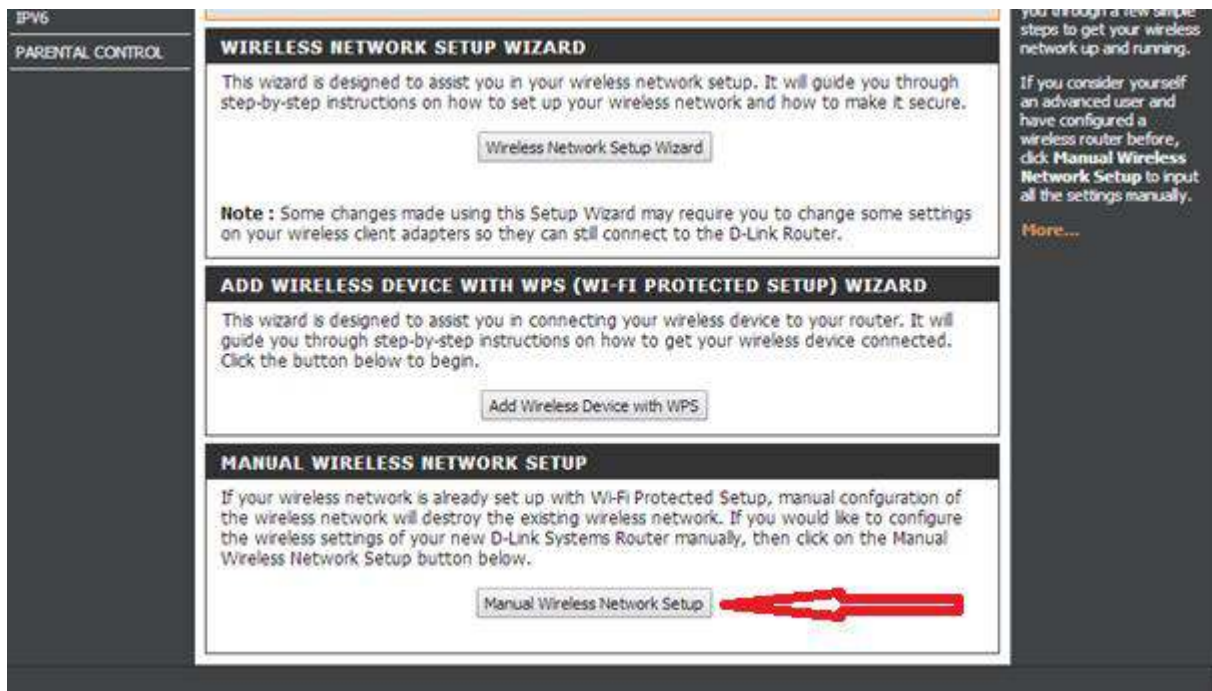 IPV6
PARENTAL CONTROL
WIRELESS NETWORK SETUP WIZARD
This wizard is designed to assist you in your wireless network setup. It will guide you through
step-by-step instructions on how to set up your wireless network and how to make it secure.
Wireless Network Setup Wizard
Note : Some changes made using this Setup Wizard may require you to change some settings
on your wireless client adapters so they can still connect to the D-Link Router.
ADD WIRELESS DEVICE WITH WPS (WI-FI PROTECTED SETUP) WIZARD
This wizard is designed to assist you in connecting your wireless device to your router. It will
guide you through step-by-step instructions on how to get your wireless device connected.
Click the button below to begin.
Add Wireless Device with WPS
MANUAL WIRELESS NETWORK SETUP
If your wireless network is already set up with Wi-Fi Protected Setup, manual confguration of
the wireless network will destroy the existing wireless network. If you would like to configure
the wireless settings of your new D-Link Systems Router manually, then click on the Manual
Wireless Network Setup button below.
Manual Wireless Network Setup
you through a few simple
steps to get your wireless
network up and running.
If you consider yourself
an advanced user and
have configured a
wireless router before,
click Manual Wireless
Network Setup to input
all the settings manually.
More...